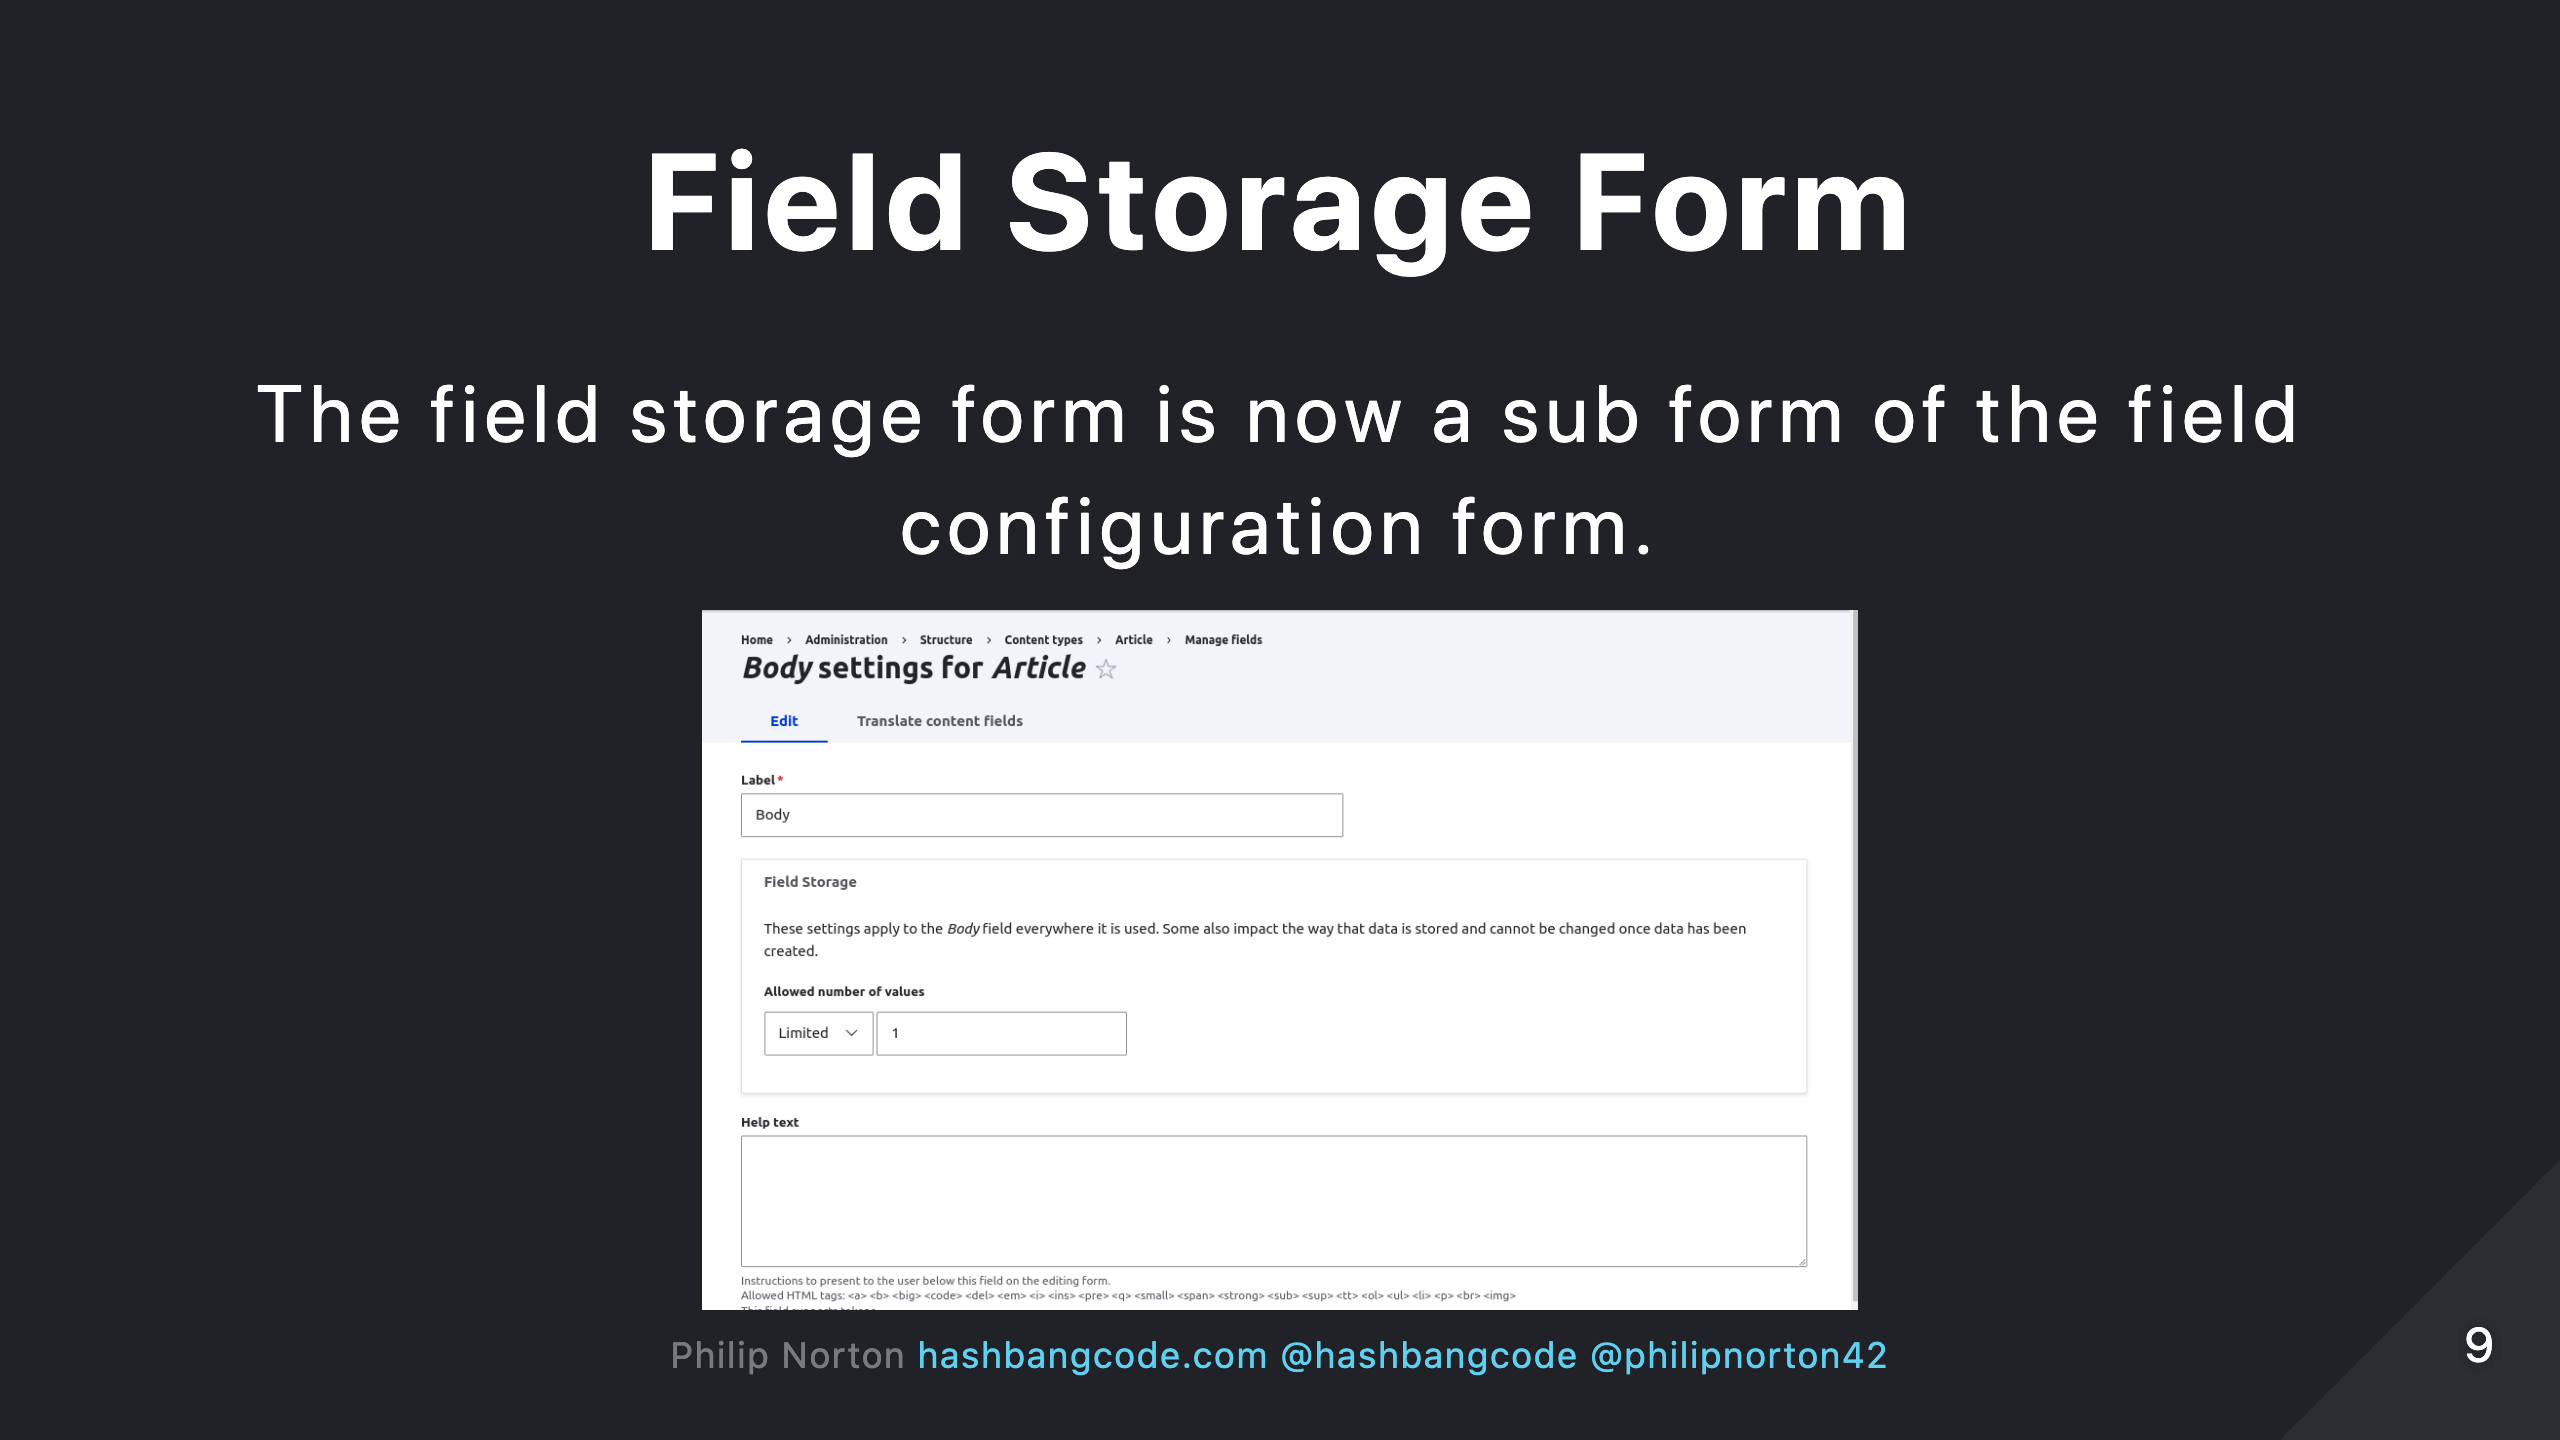 Field Storage Form
The field storage form is now a sub form of the field
configuration form.
Home > Administration > Structure > Content types > Article > Manage fields
Body settings for Article ☆
Edit Translate content fields
Label *
Body
Field Storage
These settings apply to the Body field everywhere it is used. Some also impact the way that data is stored and cannot be changed once data has been
created.
Allowed number of values
Limited 1
Help text
Instructions to present to the user below this field on the editing form.
Allowed HTML tags: <a> <b> <big> <code> <del> <em> <i> <ins> <pre> <q> <small> <span> <strong> <sub> <sup> <tt> <ol> <ul> <li> <p> <br> <img>
Philip Norton hashbangcode.com @hashbangcode @philipnorton42
9